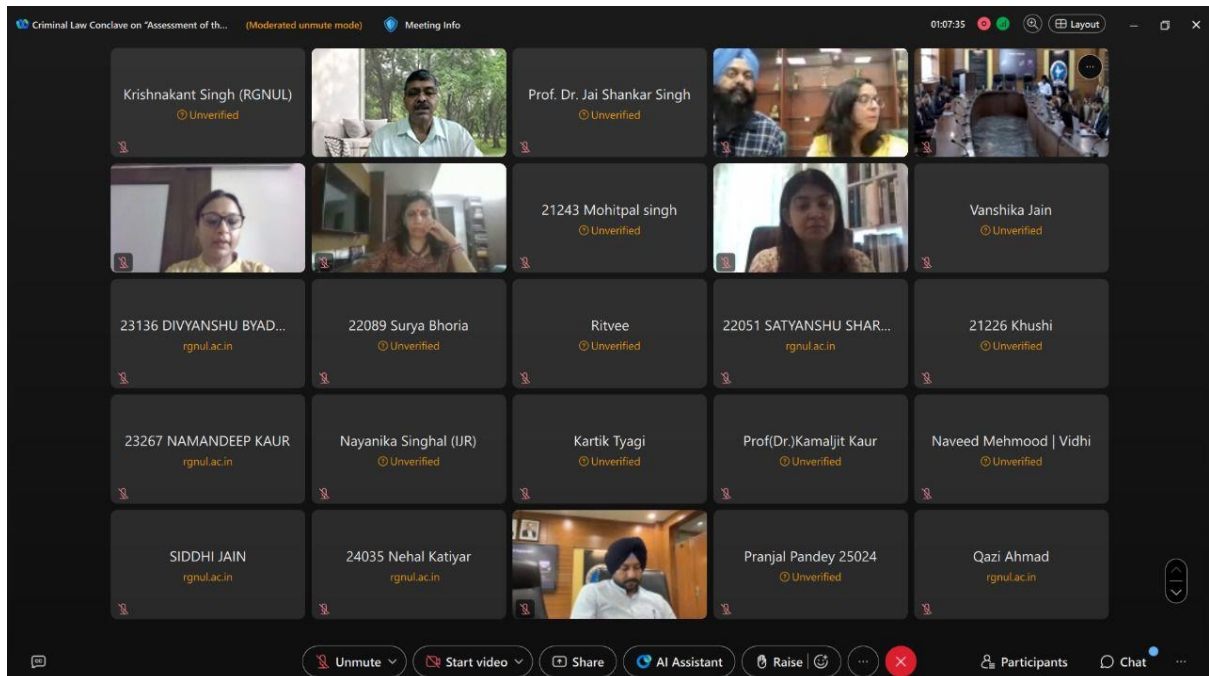 Criminal Law Conclave on "Assessment of th... (Moderated unmute mode) Meeting Info 01:07:35 Layout
Krishnakant Singh (RGNUL)
Unverified
Prof. Dr. Jai Shankar Singh
Unverified
21243 Mohitpal singh
Unverified
Vanshika Jain
Unverified
23136 DIVYANSHU BYAD...
rgnul.ac.in
22089 Surya Bhoria
Unverified
Ritvee
Unverified
22051 SATYANSHU SHAR...
rgnul.ac.in
21226 Khushi
Unverified
23267 NAMANDEEP KAUR
rgnul.ac.in
Nayanika Singhal (IJR)
Unverified
Kartik Tyagi
Unverified
Prof(Dr.)Kamaljit Kaur
Unverified
Naveed Mehmood | Vidhi
Unverified
SIDDHI JAIN
rgnul.ac.in
24035 Nehal Katiyar
rgnul.ac.in
Pranjal Pandey 25024
Unverified
Qazi Ahmad
rgnul.ac.in
Unmute Start video Share AI Assistant Raise Participants Chat